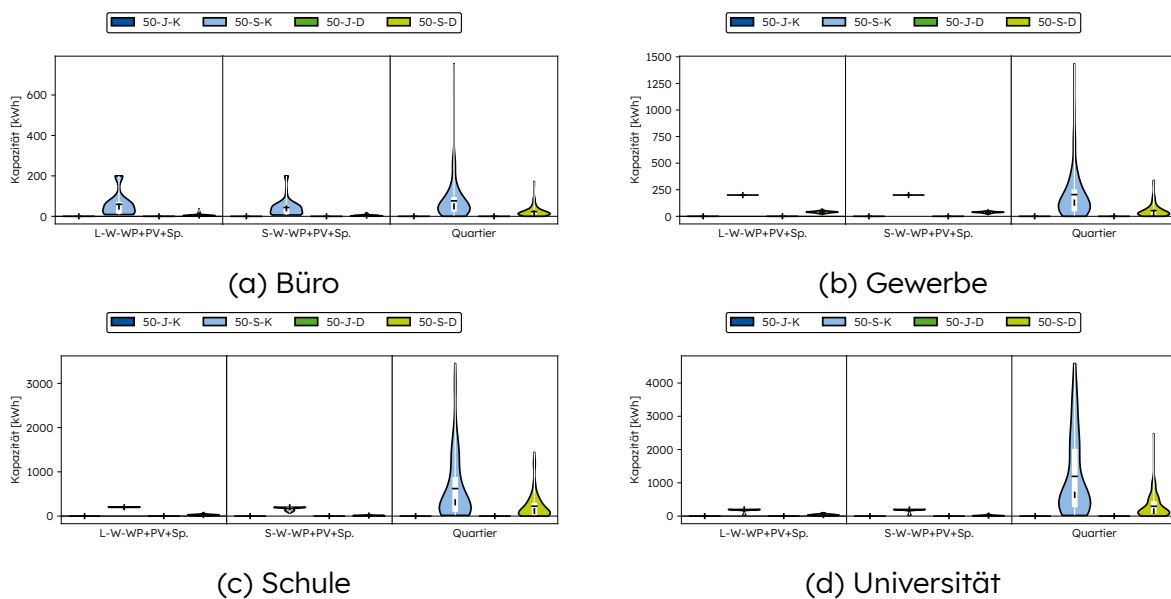 50-J-K 50-S-K 50-J-D 50-S-D
Kapazität [kWh]
600
400
200
0
L-W-WP+PV+Sp. S-W-WP+PV+Sp. Quartier
(a) Büro
50-J-K 50-S-K 50-J-D 50-S-D
Kapazität [kWh]
1500
1250
1000
750
500
250
0
L-W-WP+PV+Sp. S-W-WP+PV+Sp. Quartier
(b) Gewerbe
50-J-K 50-S-K 50-J-D 50-S-D
Kapazität [kWh]
3000
2000
1000
0
L-W-WP+PV+Sp. S-W-WP+PV+Sp. Quartier
(c) Schule
50-J-K 50-S-K 50-J-D 50-S-D
Kapazität [kWh]
4000
3000
2000
1000
0
L-W-WP+PV+Sp. S-W-WP+PV+Sp. Quartier
(d) Universität